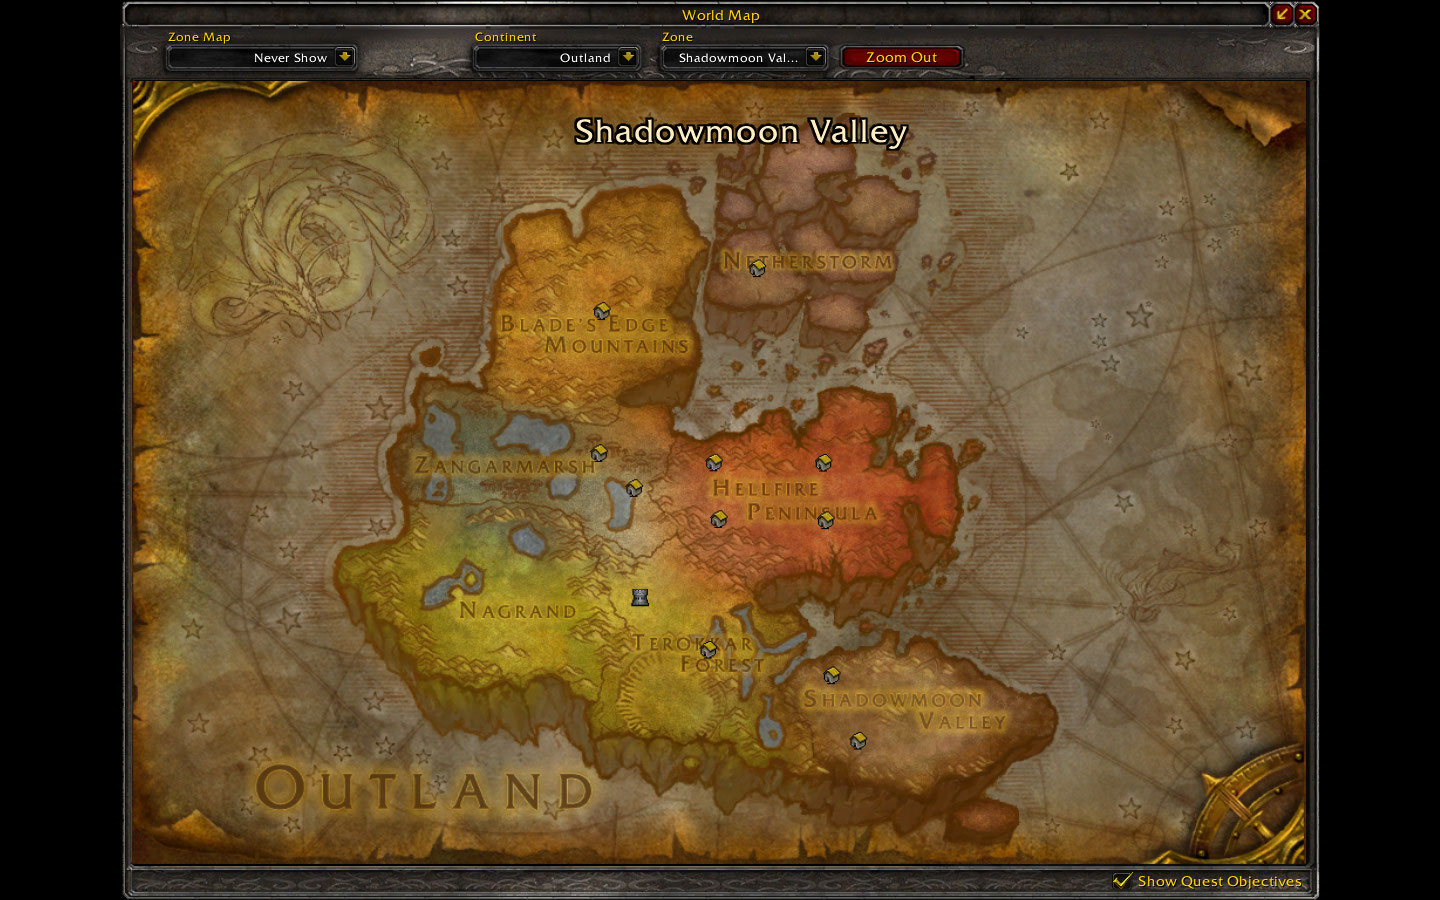 World Map
Zone Map
Continent
Zone
Never Show
Outland
Shadowmoon Val...
Zoom Out
Shadowmoon Valley
NETHERSTORM
BLADE'S EDGE
MOUNTAINS
ZANGARMARSH
HELLFIRE
PENINSULA
NAGRAND
TEROKKAR
FOREST
SHADOWMOON
VALLEY
OUTLAND
Show Quest Objectives